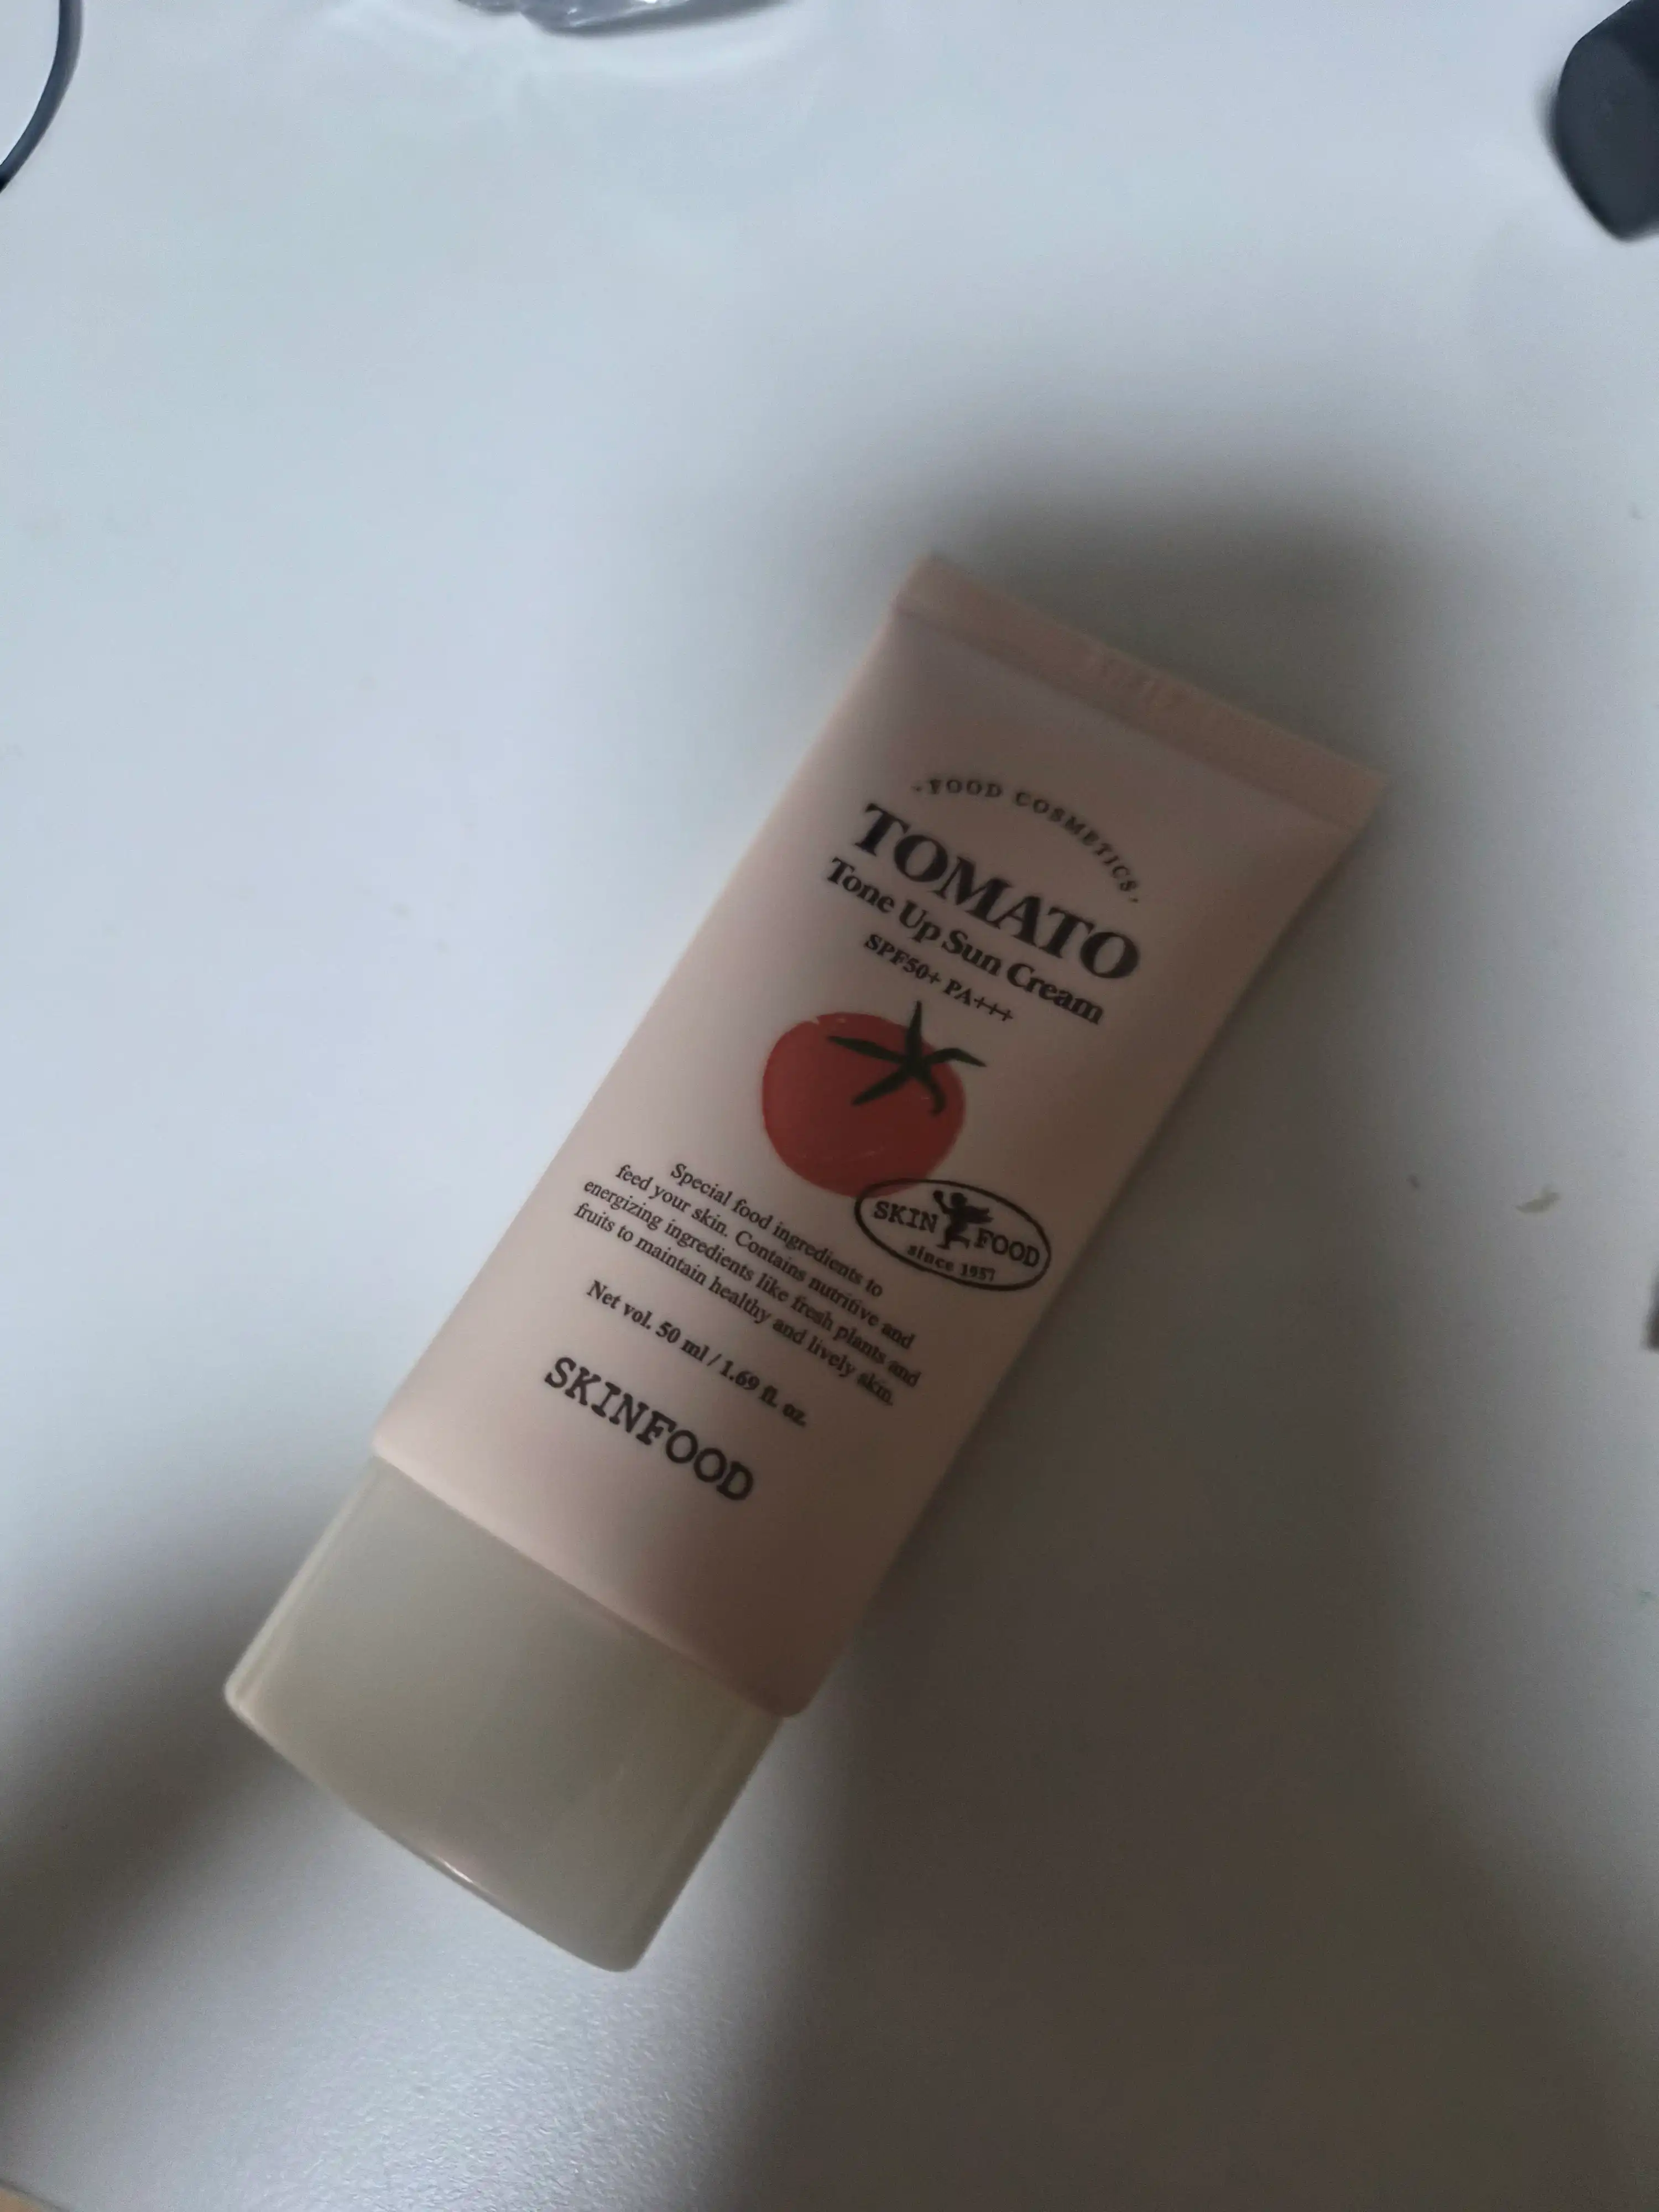 FOOD COSMETICS
TOMATO
Tone Up Sun Cream
SPF50+ PA+++
Special food ingredients to
feed your skin. Contains nutritive and
energizing ingredients like fresh plants and
fruits to maintain healthy and lively skin.
SKIN FOOD
since 1957
Net vol. 50 ml / 1.69 fl. oz.
SKINFOOD